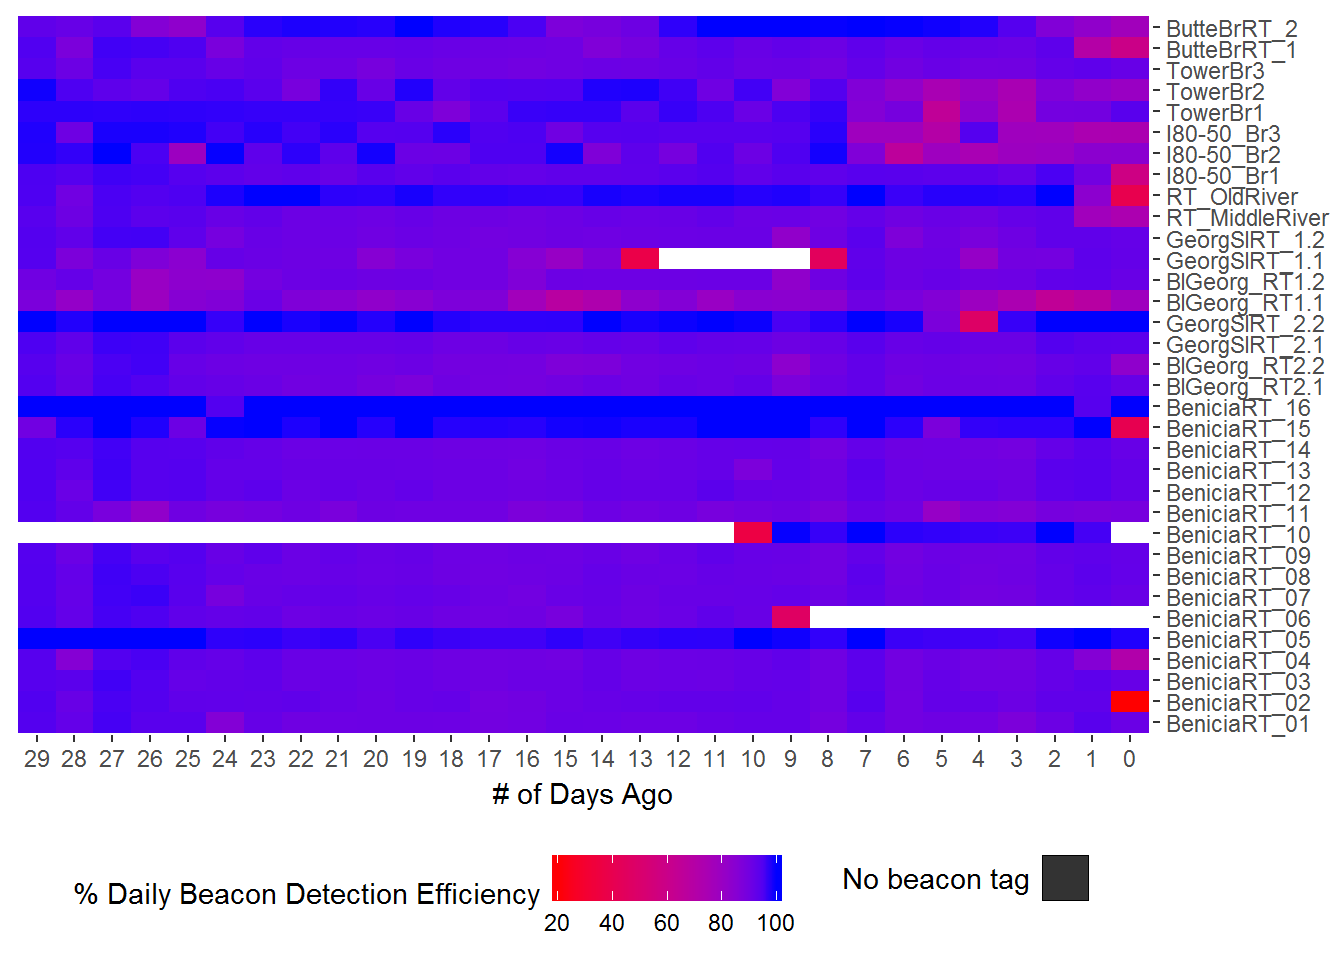 ButteBrRT_2
ButteBrRT_1
TowerBr3
TowerBr2
TowerBr1
I80-50_Br3
I80-50_Br2
I80-50_Br1
RT_OldRiver
RT_MiddleRiver
GeorgSlRT_1.2
GeorgSlRT_1.1
BlGeorg_RT1.2
BlGeorg_RT1.1
GeorgSlRT_2.2
GeorgSlRT_2.1
BlGeorg_RT2.2
BlGeorg_RT2.1
BeniciaRT_16
BeniciaRT_15
BeniciaRT_14
BeniciaRT_13
BeniciaRT_12
BeniciaRT_11
BeniciaRT_10
BeniciaRT_09
BeniciaRT_08
BeniciaRT_07
BeniciaRT_06
BeniciaRT_05
BeniciaRT_04
BeniciaRT_03
BeniciaRT_02
BeniciaRT_01
29 28 27 26 25 24 23 22 21 20 19 18 17 16 15 14 13 12 11 10 9 8 7 6 5 4 3 2 1 0
# of Days Ago
% Daily Beacon Detection Efficiency
20 40 60 80 100
No beacon tag